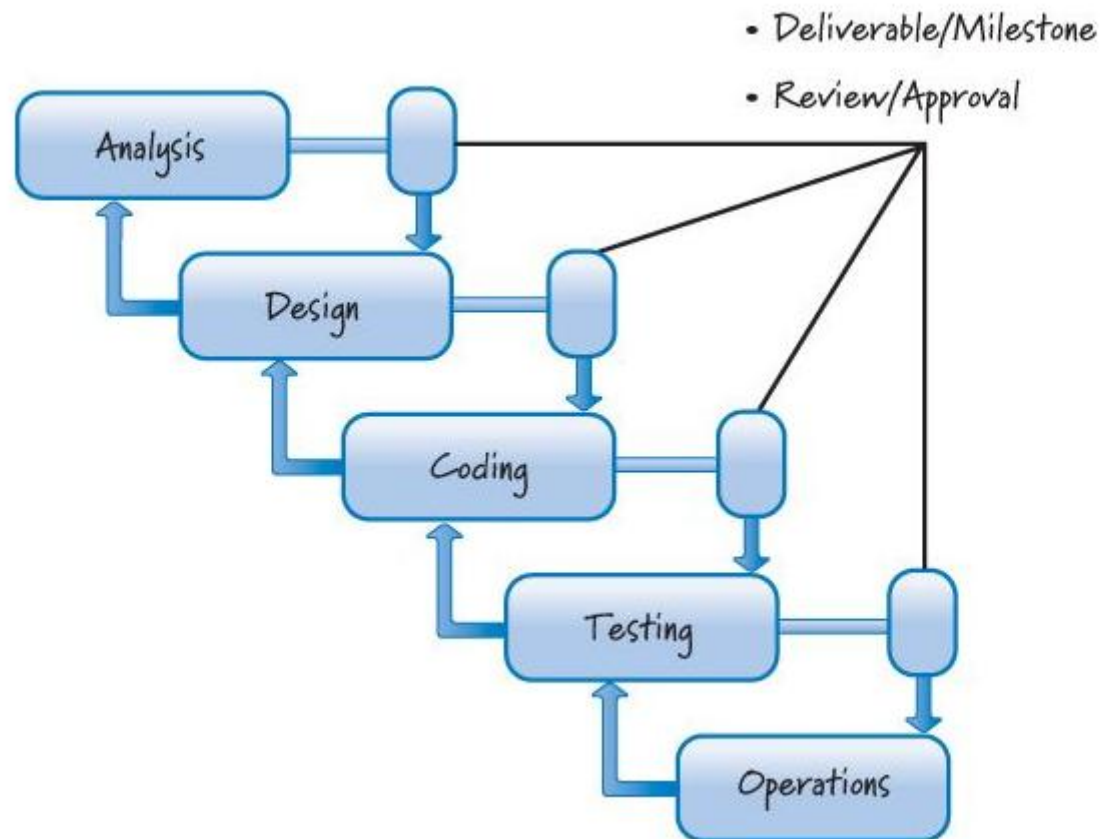 • Deliverable/Milestone
• Review/Approval
Analysis
Design
Coding
Testing
Operations